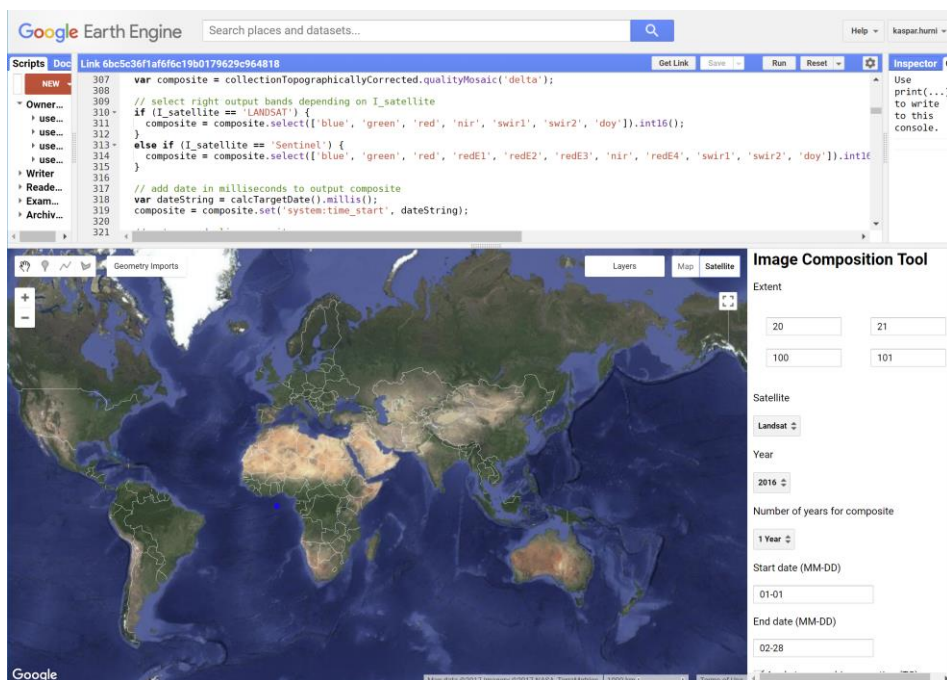 Google Earth Engine
Search places and datasets...
Help
kaspar.hurni
Scripts Doc
NEW
Owner...
use...
use...
use...
use...
Writer
Reade...
Exam...
Archiv...
Link 6bc5c36f1af6f6c19b0179629c964818
Get Link Save Run Reset
307 var composite = collectionTopographicallyCorrected.qualityMosaic('delta');
308
309 // select right output bands depending on I_satellite
310 if (I_satellite == 'LANDSAT') {
311 composite = composite.select(['blue', 'green', 'red', 'nir', 'swir1', 'swir2', 'doy']).int16();
312 }
313 else if (I_satellite == 'Sentinel') {
314 composite = composite.select(['blue', 'green', 'red', 'redE1', 'redE2', 'redE3', 'nir', 'redE4', 'swir1', 'swir2', 'doy']).int16
315 }
316
317 // add date in milliseconds to output composite
318 var dateString = calcTargetDate().millis();
319 composite = composite.set('system:time_start', dateString);
320
321
Inspector
Use
print(...)
to write
to this
console.
Geometry Imports
Layers
Map Satellite
Google
Image Composition Tool
Extent
20 21
100 101
Satellite
Landsat
Year
2016
Number of years for composite
1 Year
Start date (MM-DD)
01-01
End date (MM-DD)
02-28